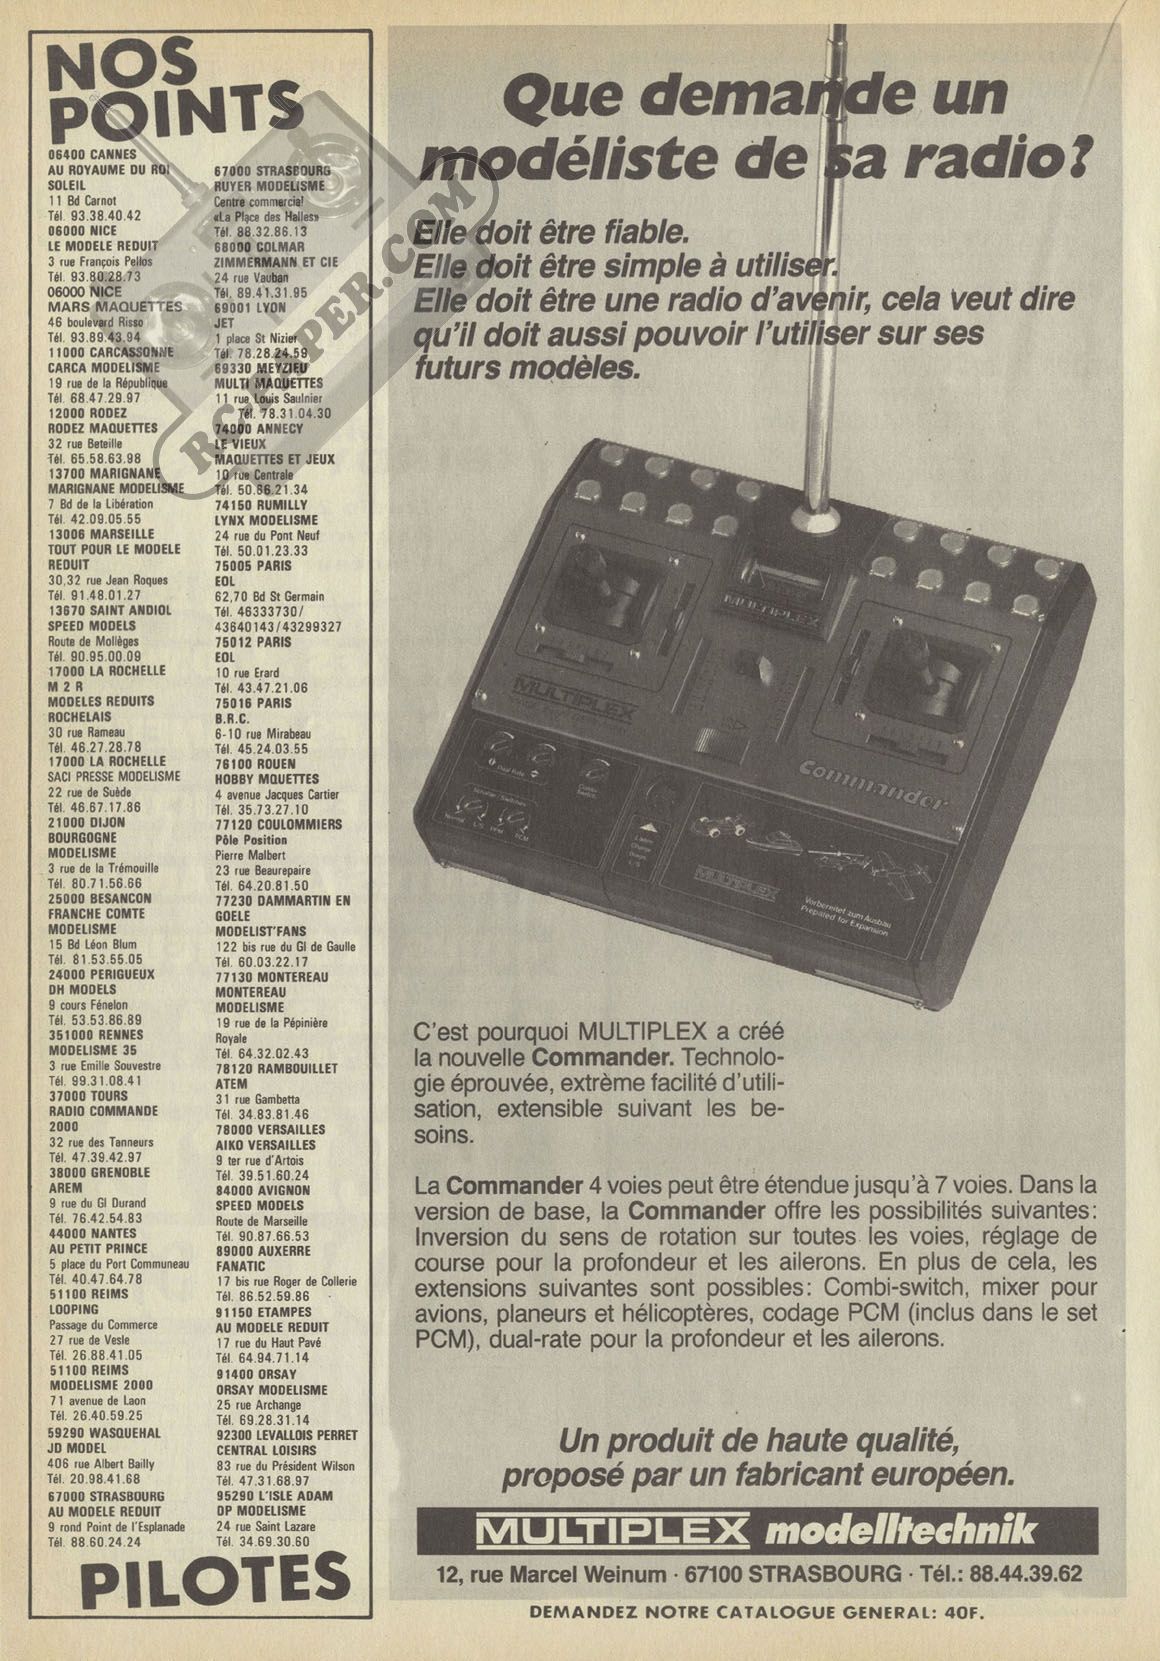 NOS
POINTS
06400 CANNES
AU ROYAUME DU ROI
SOLEIL
11 Bd Carnot
Tél. 93.38.40.42
06000 NICE
LE MODELE REDUIT
3 rue François Pellos
Tél. 93.80.28.73
06000 NICE
MARS MAQUETTES
46 boulevard Risso
Tél. 93.89.43.94
11000 CARCASSONNE
CARCA MODELISME
19 rue de la République
Tél. 68.47.29.97
12000 RODEZ
RODEZ MAQUETTES
32 rue Beteille
Tél. 65.58.63.98
13700 MARIGNANE
MARIGNANE MODELISME
7 Bd de la Libération
Tél. 42.09.05.55
13006 MARSEILLE
TOUT POUR LE MODELE
REDUIT
30,32 rue Jean Roques
Tél. 91.48.01.27
13670 SAINT ANDIOL
SPEED MODELS
Route de Mollèges
Tél. 90.95.00.09
17000 LA ROCHELLE
M 2 R
MODELES REDUITS
ROCHELAIS
30 rue Rameau
Tél. 46.27.28.78
17000 LA ROCHELLE
SACI PRESSE MODELISME
22 rue de Suède
Tél. 46.67.17.86
21000 DIJON
BOURGOGNE
MODELISME
3 rue de la Trémouille
Tél. 80.71.56.66
25000 BESANCON
FRANCHE COMTE
MODELISME
15 Bd Léon Blum
Tél. 81.53.55.05
24000 PERIGUEUX
DH MODELS
9 cours Fénelon
Tél. 53.53.86.89
351000 RENNES
MODELISME 35
3 rue Emilie Souvestre
Tél. 99.31.08.41
37000 TOURS
RADIO COMMANDE
2000
32 rue des Tanneurs
Tél. 47.39.42.97
38000 GRENOBLE
AREM
9 rue du Gl Durand
Tél. 76.42.54.83
44000 NANTES
AU PETIT PRINCE
5 place du Port Communeau
Tél. 40.47.64.78
51100 REIMS
LOOPING
Passage du Commerce
27 rue de Vesle
Tél. 26.88.41.05
51100 REIMS
MODELISME 2000
71 avenue de Laon
Tél. 26.40.59.25
59290 WASQUEHAL
JD MODEL
406 rue Albert Bailly
Tél. 20.98.41.68
67000 STRASBOURG
AU MODELE REDUIT
9 rond Point de l'Esplanade
Tél. 88.60.24.24
67000 STRASBOURG
RUYER MODELISME
Centre commercial
«La Place des Halles»
Tél. 88.32.86.13
68000 COLMAR
ZIMMERMANN ET CIE
24 rue Vauban
Tél. 89.41.31.95
69001 LYON
JET
1 place St Nizier
Tél. 78.28.24.59
69330 MEYZIEU
MULTI MAQUETTES
11 rue Louis Saulnier
Tél. 78.31.04.30
74000 ANNECY
LE VIEUX
MAQUETTES ET JEUX
10 rue Centrale
Tél. 50.66.21.34
74150 RUMILLY
LYNX MODELISME
24 rue du Pont Neuf
Tél. 50.01.23.33
75005 PARIS
EOL
62,70 Bd St Germain
Tél. 46333730/
43640143/43299327
75012 PARIS
EOL
10 rue Erard
Tél. 43.47.21.06
75016 PARIS
B.R.C.
6-10 rue Mirabeau
Tél. 45.24.03.55
76100 ROUEN
HOBBY MQUETTES
4 avenue Jacques Cartier
Tél. 35.73.27.10
77120 COULOMMIERS
Pôle Position
Pierre Malbert
23 rue Beaurepaire
Tél. 64.20.81.50
77230 DAMMARTIN EN
GOELE
MODELIST'FANS
122 bis rue du Gl de Gaulle
Tél. 60.03.22.17
77130 MONTEREAU
MONTEREAU
MODELISME
19 rue de la Pépinière
Royale
Tél. 64.32.02.43
78120 RAMBOUILLET
ATEM
31 rue Gambetta
Tél. 34.83.81.46
78000 VERSAILLES
AIKO VERSAILLES
9 ter rue d'Artois
Tél. 39.51.60.24
84000 AVIGNON
SPEED MODELS
Route de Marseille
Tél. 90.87.66.53
89000 AUXERRE
FANATIC
17 bis rue Roger de Collerie
Tél. 86.52.59.86
91150 ETAMPES
AU MODELE REDUIT
17 rue du Haut Pavé
Tél. 64.94.71.14
91400 ORSAY
ORSAY MODELISME
25 rue Archange
Tél. 69.28.31.14
92300 LEVALLOIS PERRET
CENTRAL LOISIRS
83 rue du Président Wilson
Tél. 47.31.68.97
95290 L'ISLE ADAM
DP MODELISME
24 rue Saint Lazare
Tél. 34.69.30.60
PILOTES
RC-PAPER.COM
Que demande un
modéliste de sa radio?
Elle doit être fiable.
Elle doit être simple à utiliser.
Elle doit être une radio d'avenir, cela veut dire
qu'il doit aussi pouvoir l'utiliser sur ses
futurs modèles.
MULTIPLEX
MULTIPLEX
Commander
Dual Rate
Combi-
Switch
PPM
PCM
MULTIPLEX
Vorbereitet zum Ausbau
Prepared for Expansion
C'est pourquoi MULTIPLEX a créé
la nouvelle Commander. Technolo-
gie éprouvée, extrème facilité d'utili-
sation, extensible suivant les be-
soins.
La Commander 4 voies peut être étendue jusqu'à 7 voies. Dans la
version de base, la Commander offre les possibilités suivantes:
Inversion du sens de rotation sur toutes les voies, réglage de
course pour la profondeur et les ailerons. En plus de cela, les
extensions suivantes sont possibles: Combi-switch, mixer pour
avions, planeurs et hélicoptères, codage PCM (inclus dans le set
PCM), dual-rate pour la profondeur et les ailerons.
Un produit de haute qualité,
proposé par un fabricant européen.
MULTIPLEX modelltechnik
12, rue Marcel Weinum · 67100 STRASBOURG · Tél.: 88.44.39.62
DEMANDEZ NOTRE CATALOGUE GENERAL: 40F.